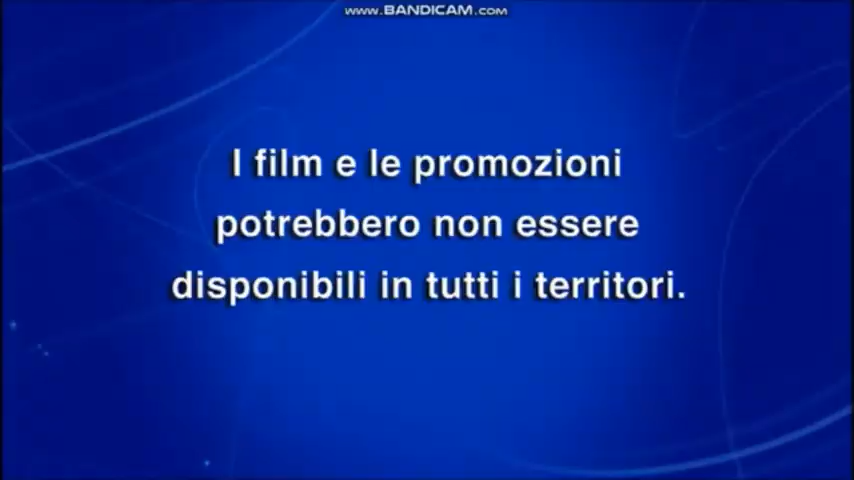 www.BANDICAM.com
I film e le promozioni
potrebbero non essere
disponibili in tutti i territori.